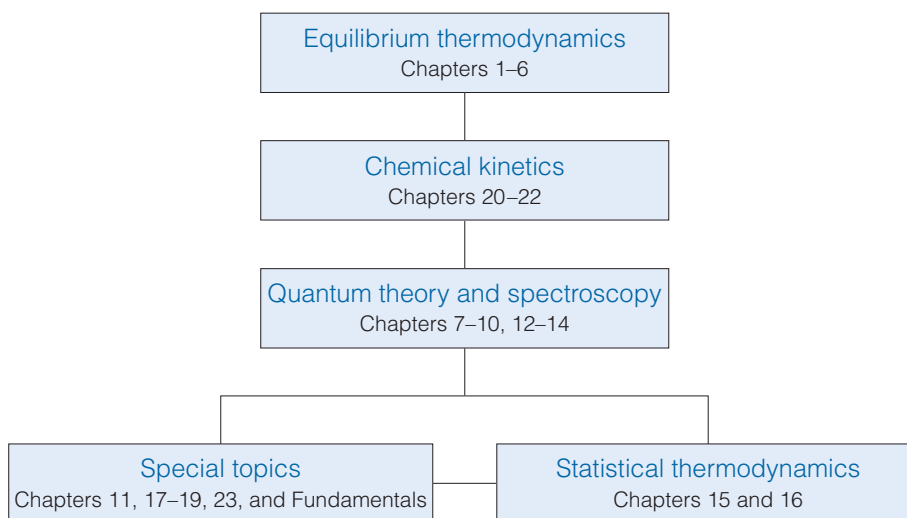 Equilibrium thermodynamics
Chapters 1–6
Chemical kinetics
Chapters 20–22
Quantum theory and spectroscopy
Chapters 7–10, 12–14
Special topics
Chapters 11, 17–19, 23, and Fundamentals
Statistical thermodynamics
Chapters 15 and 16